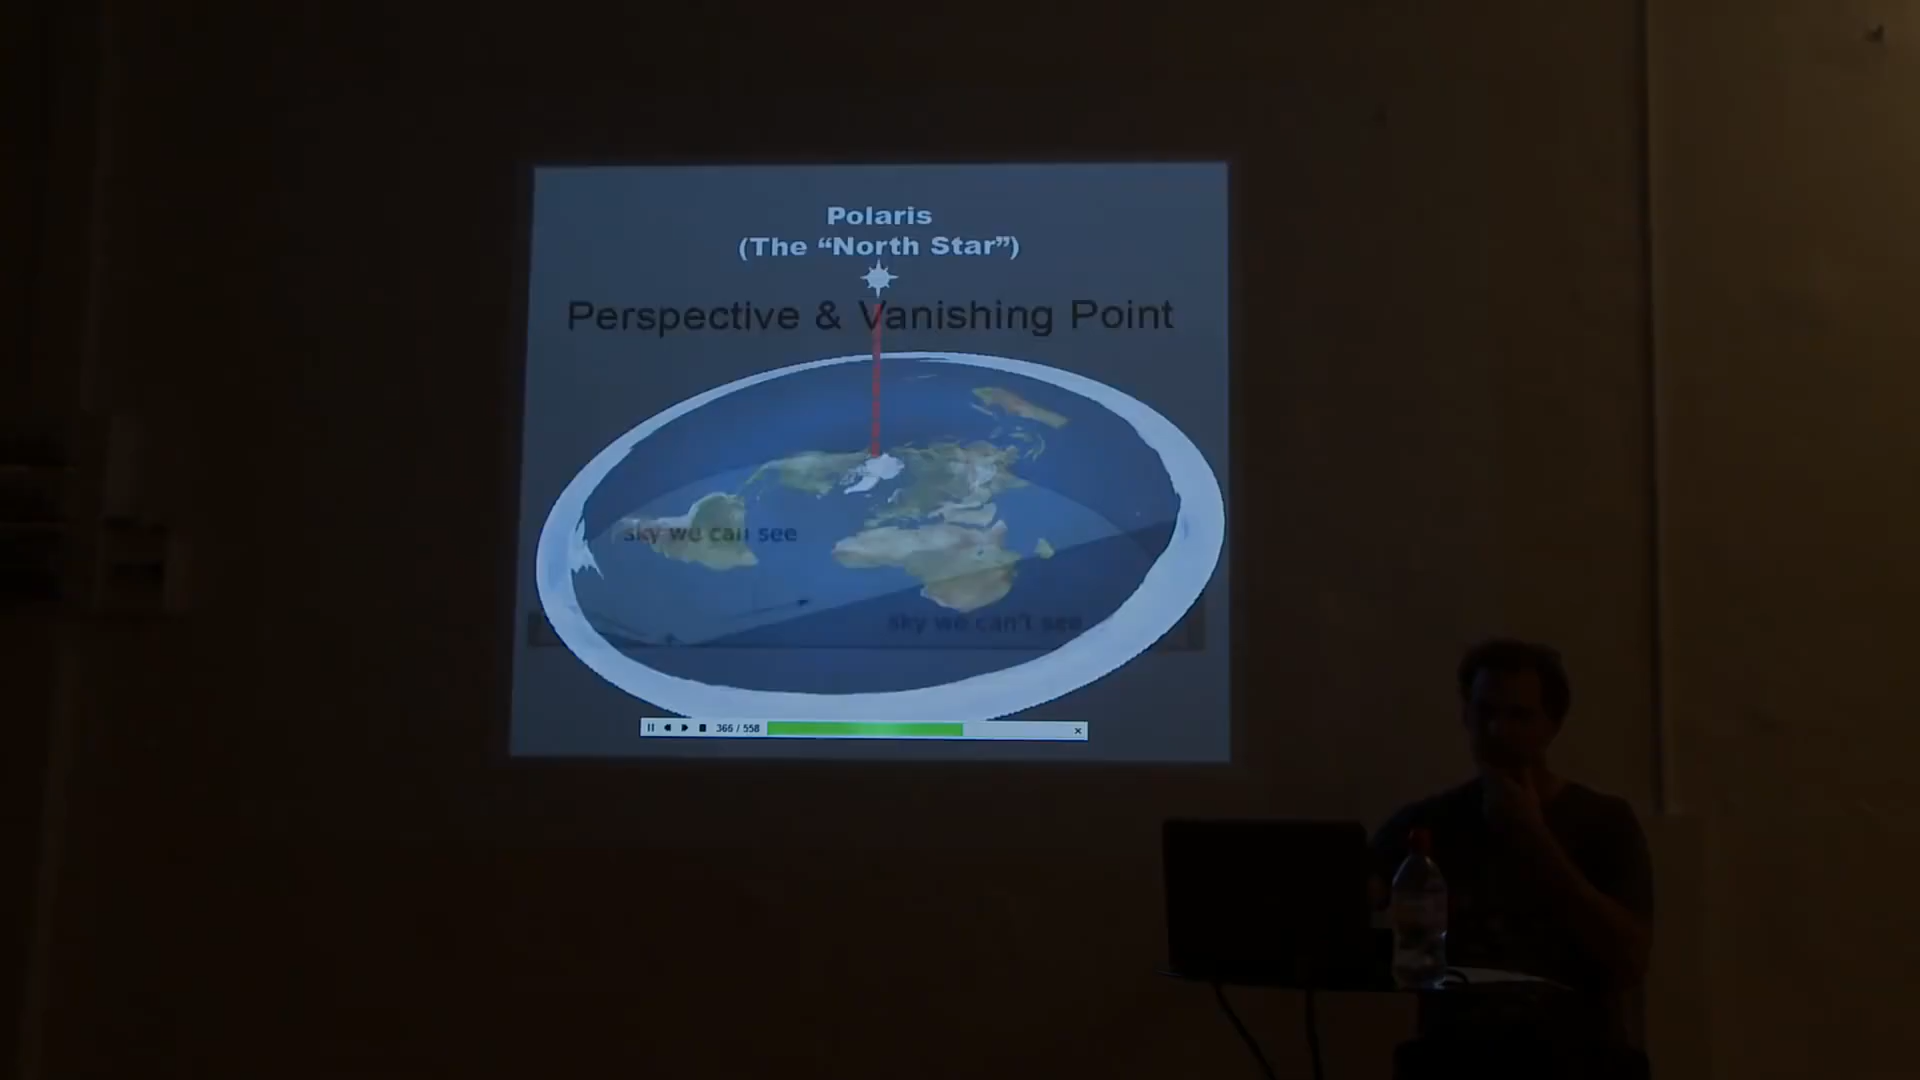 Polaris
(The “North Star”)
Perspective & Vanishing Point
sky we can see
sky we can't see
366 / 558